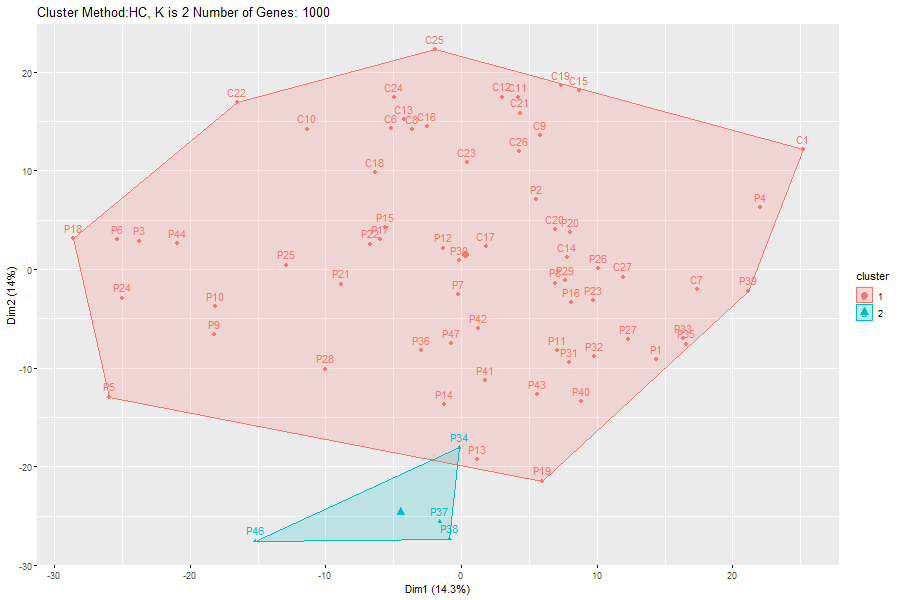 Cluster Method:HC, K is 2 Number of Genes: 1000
C25
C19
C15
C24
C12
C11
C22
C21
C13
C10
C6
C8
C16
C9
C1
C26
C23
C18
P2
P4
P15
C20
P20
P18
P6
P3
P44
P22
P17
P12
C17
P30
C14
P25
P26
P21
P8
P29
C27
C7
P39
P24
P10
P7
P16
P23
P9
P42
P36
P47
P11
P31
P32
P27
P33
P35
P1
P28
P41
P5
P14
P43
P40
P34
P13
P19
P46
P37
P38
20
10
0
-10
-20
-30
-30
-20
-10
0
10
20
Dim1 (14.3%)
Dim2 (14%)
cluster
1
2